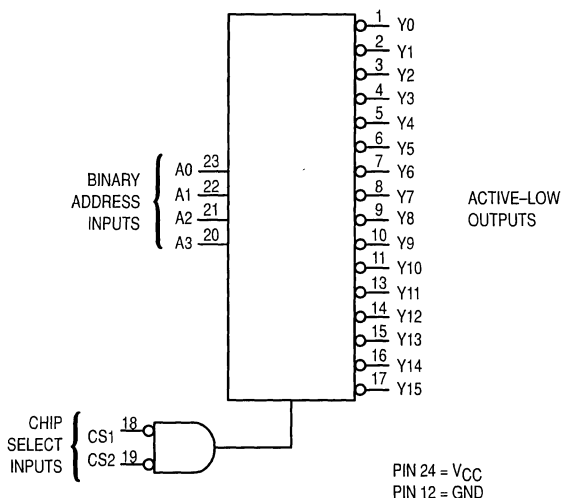 1 Y0
2 Y1
3 Y2
4 Y3
5 Y4
6 Y5
7 Y6
8 Y7
9 Y8
10 Y9
11 Y10
13 Y11
14 Y12
15 Y13
16 Y14
17 Y15
BINARY
ADDRESS
INPUTS
A0 23
A1 22
A2 21
A3 20
ACTIVE–LOW
OUTPUTS
CHIP
SELECT
INPUTS
CS1 18
CS2 19
PIN 24 = VCC
PIN 12 = GND